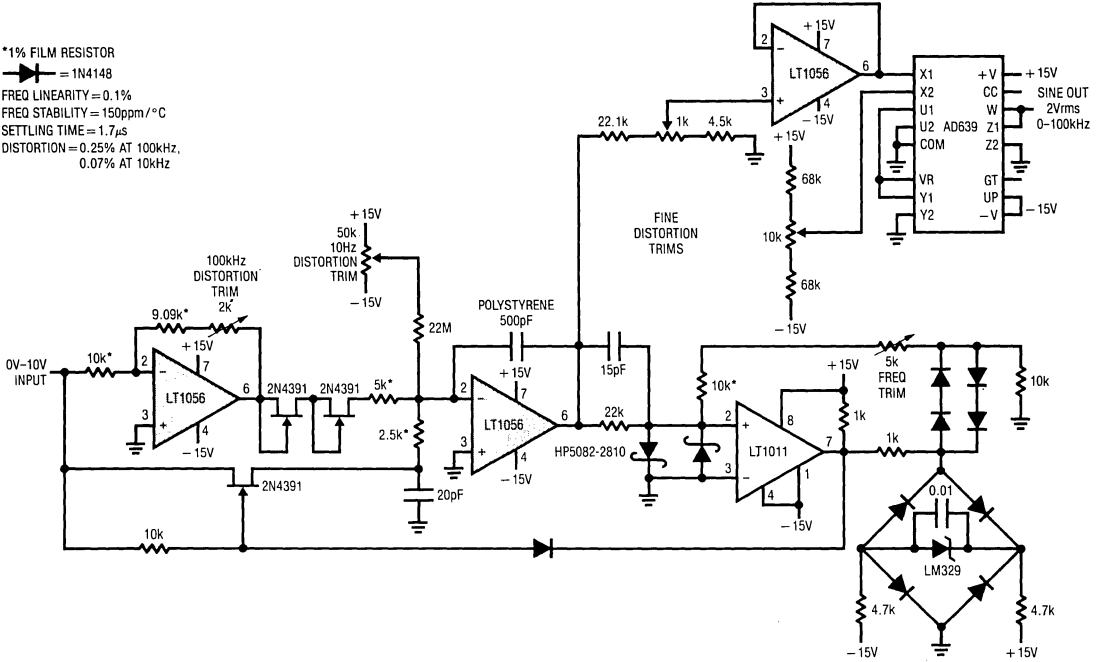 *1% FILM RESISTOR
= 1N4148
FREQ LINEARITY = 0.1%
FREQ STABILITY = 150ppm/°C
SETTLING TIME = 1.7μs
DISTORTION = 0.25% AT 100kHz,
0.07% AT 10kHz
+15V
2
7
6
LT1056
3
4
-15V
22.1k
1k
4.5k
+15V
68k
10k
68k
-15V
FINE
DISTORTION
TRIMS
X1
X2
U1
U2
COM
VR
Y1
Y2
AD639
+V
CC
W
Z1
Z2
GT
UP
-V
+15V
SINE OUT
2Vrms
0-100kHz
-15V
+15V
50k
10Hz
DISTORTION
TRIM
-15V
100kHz
DISTORTION
TRIM
2k
9.09k*
0V-10V
INPUT
10k*
+15V
2
7
6
LT1056
3
4
-15V
2N4391
2N4391
5k*
22M
2.5k*
20pF
2N4391
10k
POLYSTYRENE
500pF
+15V
2
7
6
LT1056
3
4
-15V
15pF
22k
HP5082-2810
10k*
2
8
7
LT1011
3
4
1
-15V
+15V
1k
1k
5k
FREQ
TRIM
10k
0.01
LM329
4.7k
4.7k
-15V
+15V